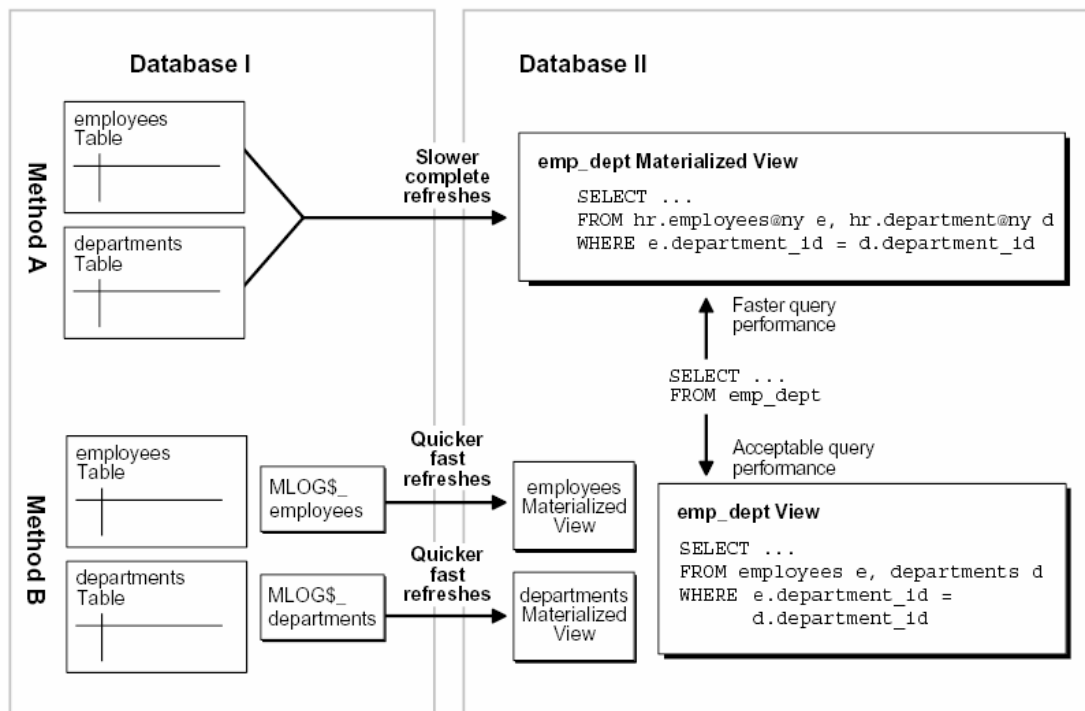 Database I
Database II
Method A
employees
Table
departments
Table
Slower
complete
refreshes
emp_dept Materialized View
SELECT ...
FROM hr.employees@ny e, hr.department@ny d
WHERE e.department_id = d.department_id
Faster query
performance
SELECT ...
FROM emp_dept
Acceptable query
performance
Method B
employees
Table
MLOG$_
employees
Quicker
fast
refreshes
employees
Materialized
View
departments
Table
MLOG$_
departments
Quicker
fast
refreshes
departments
Materialized
View
emp_dept View
SELECT ...
FROM employees e, departments d
WHERE e.department_id =
d.department_id